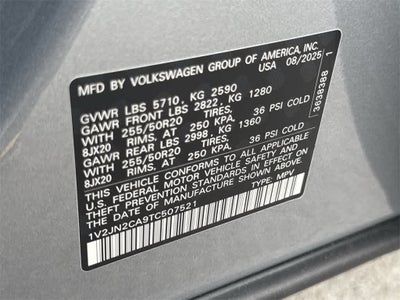 MFD BY VOLKSWAGEN GROUP OF AMERICA, INC.
USA 08/2025
GVWR LBS 5710, KG 2590
GAWR FRONT LBS 2822, KG 1280
WITH 255/50R20 TIRES,
8JX20 RIMS, AT 250 KPA. 36 PSI COLD
GAWR REAR LBS 2998, KG 1360
WITH 255/50R20 TIRES,
8JX20 RIMS, AT 250 KPA. 36 PSI COLD
THIS VEHICLE CONFORMS TO ALL APPLICABLE
U.S. FEDERAL MOTOR VEHICLE SAFETY AND
THEFT PREVENTION STANDARDS IN EFFECT ON
THE DATE OF MANUFACTURE SHOWN ABOVE.
1V2JN2CA9TC507521 TYPE: MPV
3638388 1